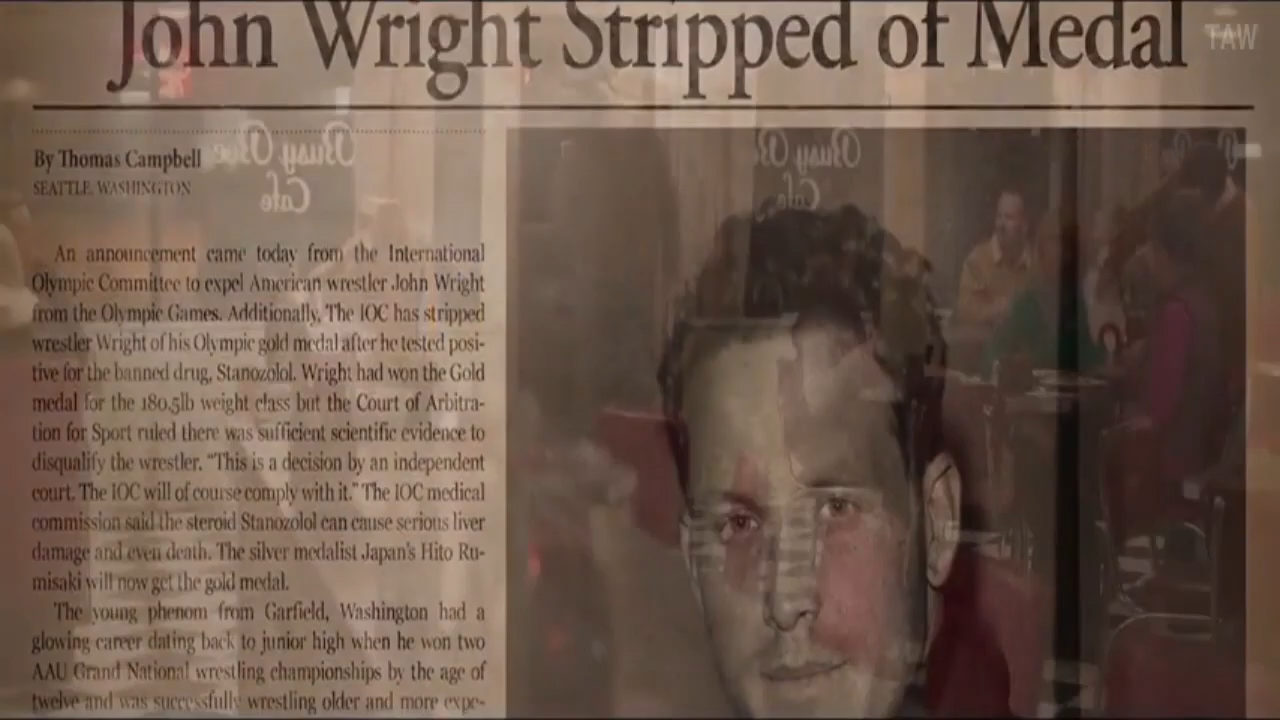 John Wright Stripped of Medal
TAW
By Thomas Campbell
SEATTLE, WASHINGTON
Busy Bee
Cafe
Busy B
Cafe
An announcement came today from the International
Olympic Committee to expel American wrestler John Wright
from the Olympic Games. Additionally, The IOC has stripped
wrestler Wright of his Olympic gold medal after he tested posi-
tive for the banned drug, Stanozolol. Wright had won the Gold
medal for the 180.5lb weight class but the Court of Arbitra-
tion for Sport ruled there was sufficient scientific evidence to
disqualify the wrestler. "This is a decision by an independent
court. The IOC will of course comply with it." The IOC medical
commission said the steroid Stanozolol can cause serious liver
damage and even death. The silver medalist Japan's Hito Ru-
misaki will now get the gold medal.
The young phenom from Garfield, Washington had a
glowing career dating back to junior high when he won two
AAU Grand National wrestling championships by the age of
twelve and was successfully wrestling older and more expe-